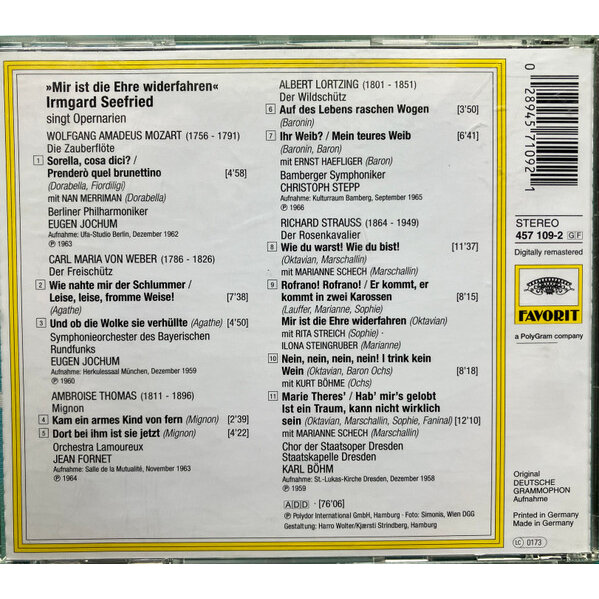 »Mir ist die Ehre widerfahren«
Irmgard Seefried
singt Opernarien
WOLFGANG AMADEUS MOZART (1756 - 1791)
Die Zauberflöte
1 Sorella, cosa dici? /
Prenderò quel brunettino [4'58]
(Dorabella, Fiordiligi)
mit NAN MERRIMAN (Dorabella)
Berliner Philharmoniker
EUGEN JOCHUM
Aufnahme: Ufa-Studio Berlin, Dezember 1962
Ⓟ 1963
CARL MARIA VON WEBER (1786 - 1826)
Der Freischütz
2 Wie nahte mir der Schlummer /
Leise, leise, fromme Weise! [7'38]
(Agathe)
3 Und ob die Wolke sie verhüllte (Agathe) [4'50]
Symphonieorchester des Bayerischen
Rundfunks
EUGEN JOCHUM
Aufnahme: Herkulessaal München, Dezember 1959
Ⓟ 1960
AMBROISE THOMAS (1811 - 1896)
Mignon
4 Kam ein armes Kind von fern (Mignon) [2'39]
5 Dort bei ihm ist sie jetzt (Mignon) [4'22]
Orchestra Lamoureux
JEAN FORNET
Aufnahme: Salle de la Mutualité, November 1963
Ⓟ 1964
ALBERT LORTZING (1801 - 1851)
Der Wildschütz
6 Auf des Lebens raschen Wogen [3'50]
(Baronin)
7 Ihr Weib? / Mein teures Weib [6'41]
(Baronin, Baron)
mit ERNST HAEFLIGER (Baron)
Bamberger Symphoniker
CHRISTOPH STEPP
Aufnahme: Kulturraum Bamberg, September 1965
Ⓟ 1966
RICHARD STRAUSS (1864 - 1949)
Der Rosenkavalier
8 Wie du warst! Wie du bist! [11'37]
(Oktavian, Marschallin)
mit MARIANNE SCHECH (Marschallin)
9 Rofrano! Rofrano! / Er kommt, er
kommt in zwei Karossen [8'15]
(Lauffer, Marianne, Sophie)
Mir ist die Ehre widerfahren (Oktavian)
mit RITA STREICH (Sophie) -
ILONA STEINGRUBER (Marianne)
10 Nein, nein, nein, nein! I trink kein
Wein (Oktavian, Baron Ochs) [8'18]
mit KURT BÖHME (Ochs)
11 Marie Theres' / Hab' mir's gelobt
Ist ein Traum, kann nicht wirklich
sein (Oktavian, Marschallin, Sophie, Faninal) [12'10]
mit MARIANNE SCHECH (Marschallin)
Chor der Staatsoper Dresden
Staatskapelle Dresden
KARL BÖHM
Aufnahme: St.-Lukas-Kirche Dresden, Dezember 1958
Ⓟ 1959
ADD · [76'06]
Ⓟ Polydor International GmbH, Hamburg · Foto: Simonis, Wien DGG
Gestaltung: Harro Wolter/Kjærsti Strindberg, Hamburg
0 28945 71092 1
STEREO
457 109-2 GF
Digitally remastered
FAVORIT
a PolyGram company
Original
DEUTSCHE
GRAMMOPHON
Aufnahme
Printed in Germany
Made in Germany
LC 0173